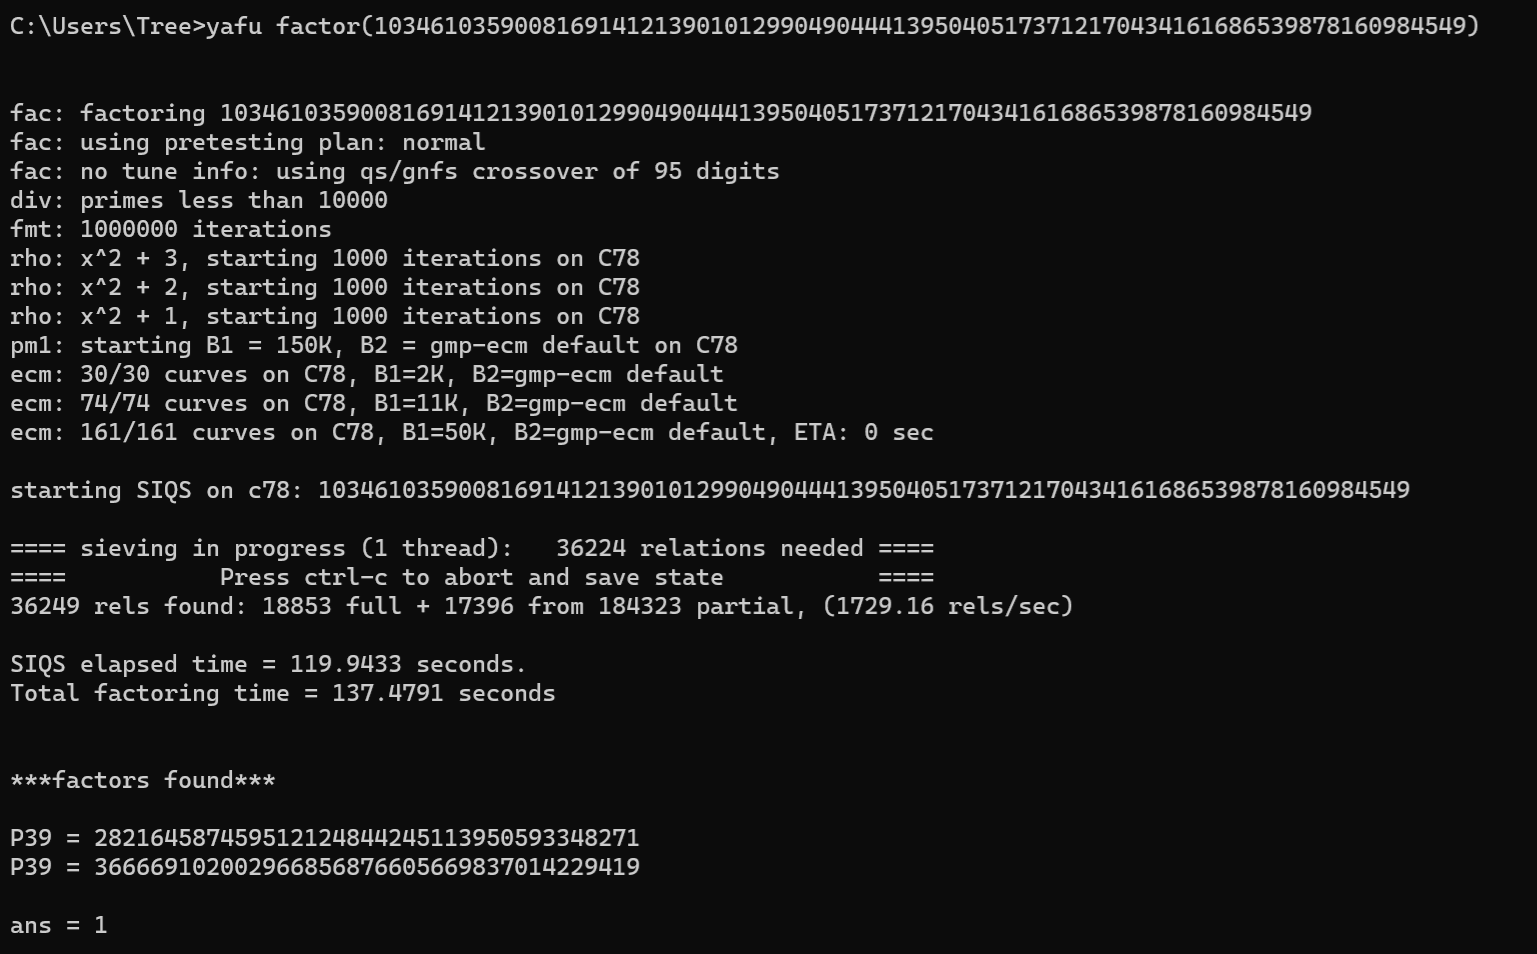 C:\Users\Tree>yafu factor(103461035900816914121390101299049044413950405173712170434161686539878160984549)
fac: factoring 103461035900816914121390101299049044413950405173712170434161686539878160984549
fac: using pretesting plan: normal
fac: no tune info: using qs/gnfs crossover of 95 digits
div: primes less than 10000
fmt: 1000000 iterations
rho: x^2 + 3, starting 1000 iterations on C78
rho: x^2 + 2, starting 1000 iterations on C78
rho: x^2 + 1, starting 1000 iterations on C78
pm1: starting B1 = 150K, B2 = gmp-ecm default on C78
ecm: 30/30 curves on C78, B1=2K, B2=gmp-ecm default
ecm: 74/74 curves on C78, B1=11K, B2=gmp-ecm default
ecm: 161/161 curves on C78, B1=50K, B2=gmp-ecm default, ETA: 0 sec
starting SIQS on c78: 103461035900816914121390101299049044413950405173712170434161686539878160984549
==== sieving in progress (1 thread):   36224 relations needed ====
====           Press ctrl-c to abort and save state           ====
36249 rels found: 18853 full + 17396 from 184323 partial, (1729.16 rels/sec)
SIQS elapsed time = 119.9433 seconds.
Total factoring time = 137.4791 seconds
***factors found***
P39 = 282164587459512124844245113950593348271
P39 = 366669102002966856876605669837014229419
ans = 1